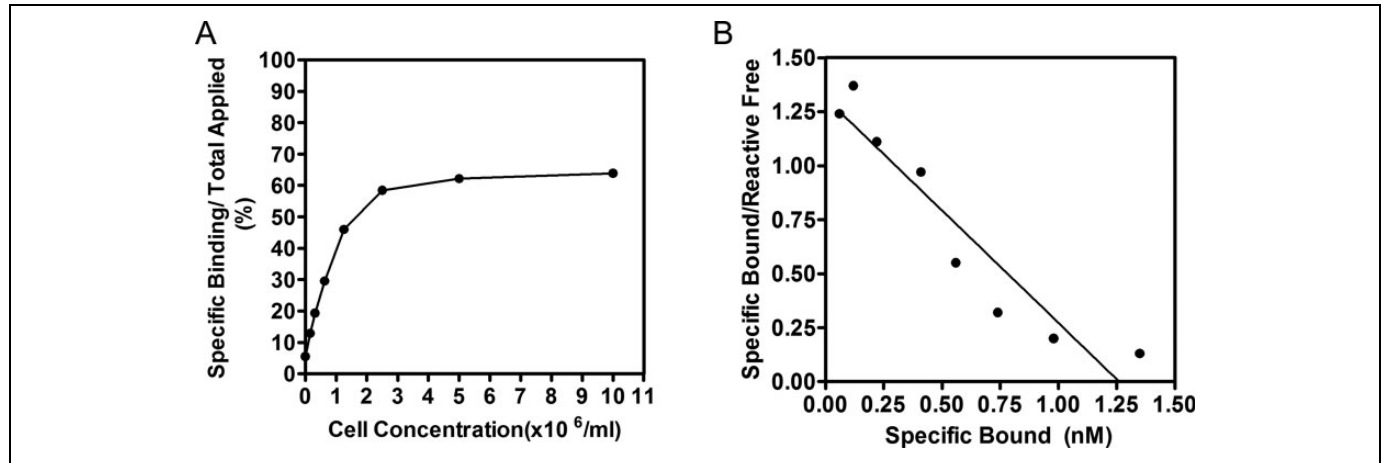 A
100
90
80
70
60
50
40
30
20
10
0
0 1 2 3 4 5 6 7 8 9 10 11
Specific Binding/ Total Applied
(%)
Cell Concentration(x10 6/ml)
B
1.50
1.25
1.00
0.75
0.50
0.25
0.00
0.00 0.25 0.50 0.75 1.00 1.25 1.50
Specific Bound/Reactive Free
Specific Bound (nM)